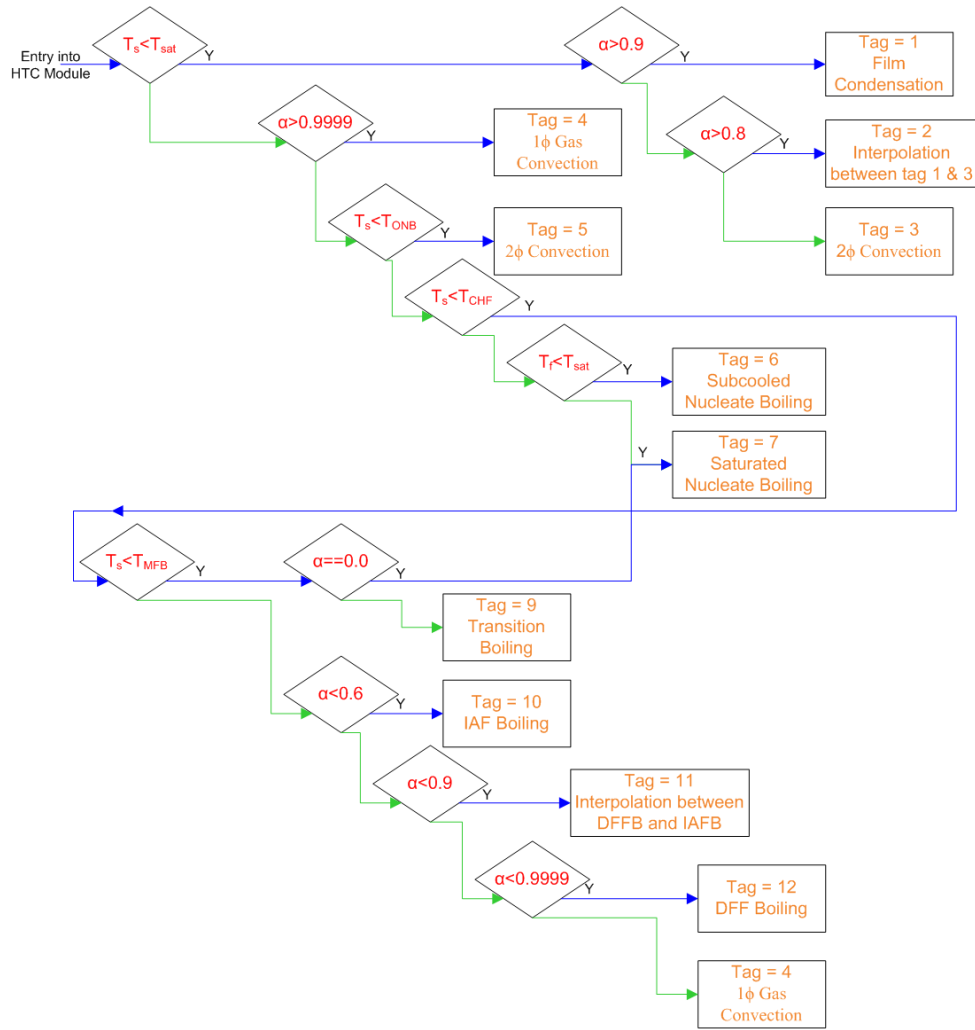 Entry into
HTC Module
Ts<Tsat
Y
α>0.9
Y
Tag = 1
Film
Condensation
α>0.9999
Y
Tag = 4
1ϕ Gas
Convection
α>0.8
Y
Tag = 2
Interpolation
between tag 1 & 3
Ts<TONB
Y
Tag = 5
2ϕ Convection
Tag = 3
2ϕ Convection
Ts<TCHF
Y
Tf<Tsat
Y
Tag = 6
Subcooled
Nucleate Boiling
Y
Tag = 7
Saturated
Nucleate Boiling
Ts<TMFB
Y
α==0.0
Y
Tag = 9
Transition
Boiling
α<0.6
Y
Tag = 10
IAF Boiling
α<0.9
Y
Tag = 11
Interpolation between
DFFB and IAFB
α<0.9999
Y
Tag = 12
DFF Boiling
Tag = 4
1ϕ Gas
Convection